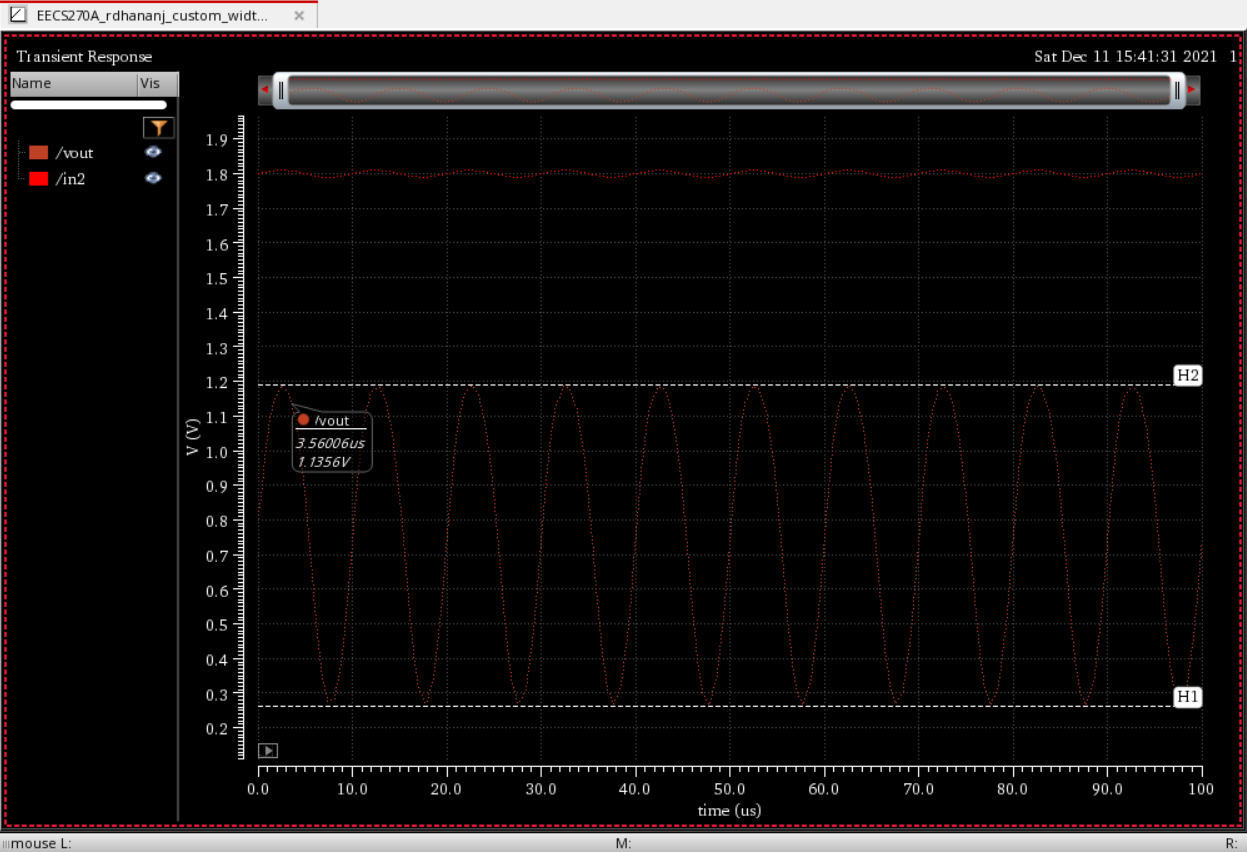 EECS270A_rdhananj_custom_widt...
Transient Response
Sat Dec 11 15:41:31 2021 1
Name Vis
/vout
/in2
1.9
1.8
1.7
1.6
1.5
1.4
1.3
1.2
1.1
1.0
0.9
0.8
0.7
0.6
0.5
0.4
0.3
0.2
V (V)
H2
/vout
3.56006us
1.1356V
H1
0.0 10.0 20.0 30.0 40.0 50.0 60.0 70.0 80.0 90.0 100
time (us)
mouse L: M: R: